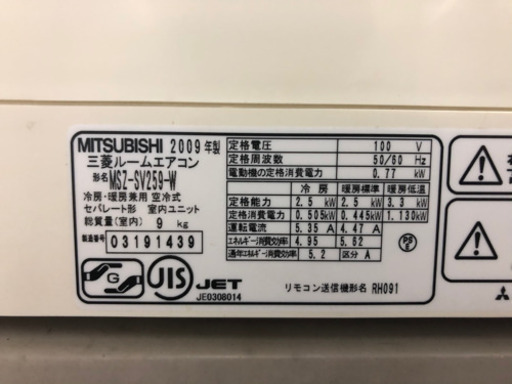 MITSUBISHI 2009年製
三菱ルームエアコン
形名 MSZ-SV259-W
冷房・暖房兼用 空冷式
セパレート形 室内ユニット
総質量(室内) 9 kg
製造番号 03191439
G JIS JET
JE0308014
定格電圧 100 V
定格周波数 50/60 Hz
電動機の定格消費電力 0.77 kW
冷房 暖房標準 暖房低温
定格能力 2.5 kW 2.5 kW 3.3 kW
定格消費電力 0.505kW 0.445kW 1.130kW
運転電流 5.35 A 4.47 A
エネルギー消費効率 4.95 5.62
通年エネルギー消費効率 5.2 区分 A
PSE
リモコン送信機形名 RH091